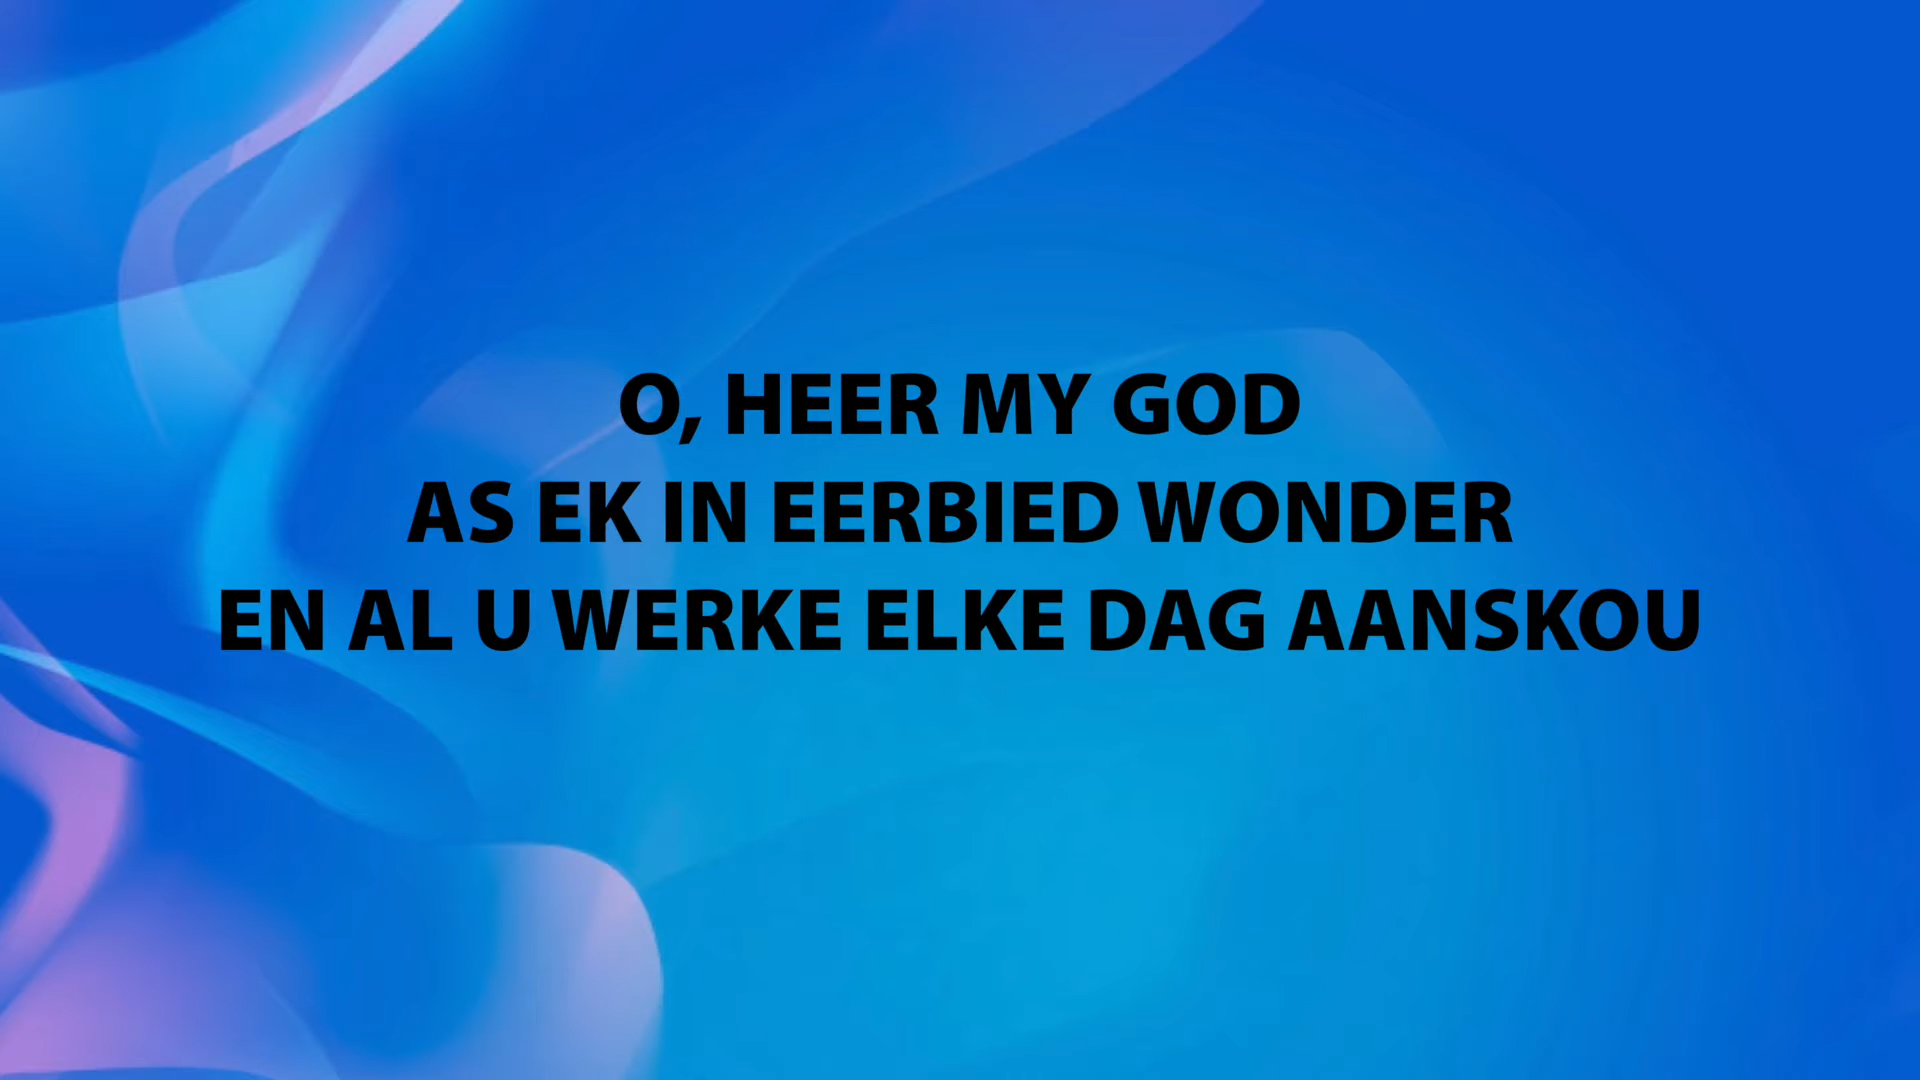 O, HEER MY GOD
AS EK IN EERBIED WONDER
EN AL U WERKE ELKE DAG AANSKOU